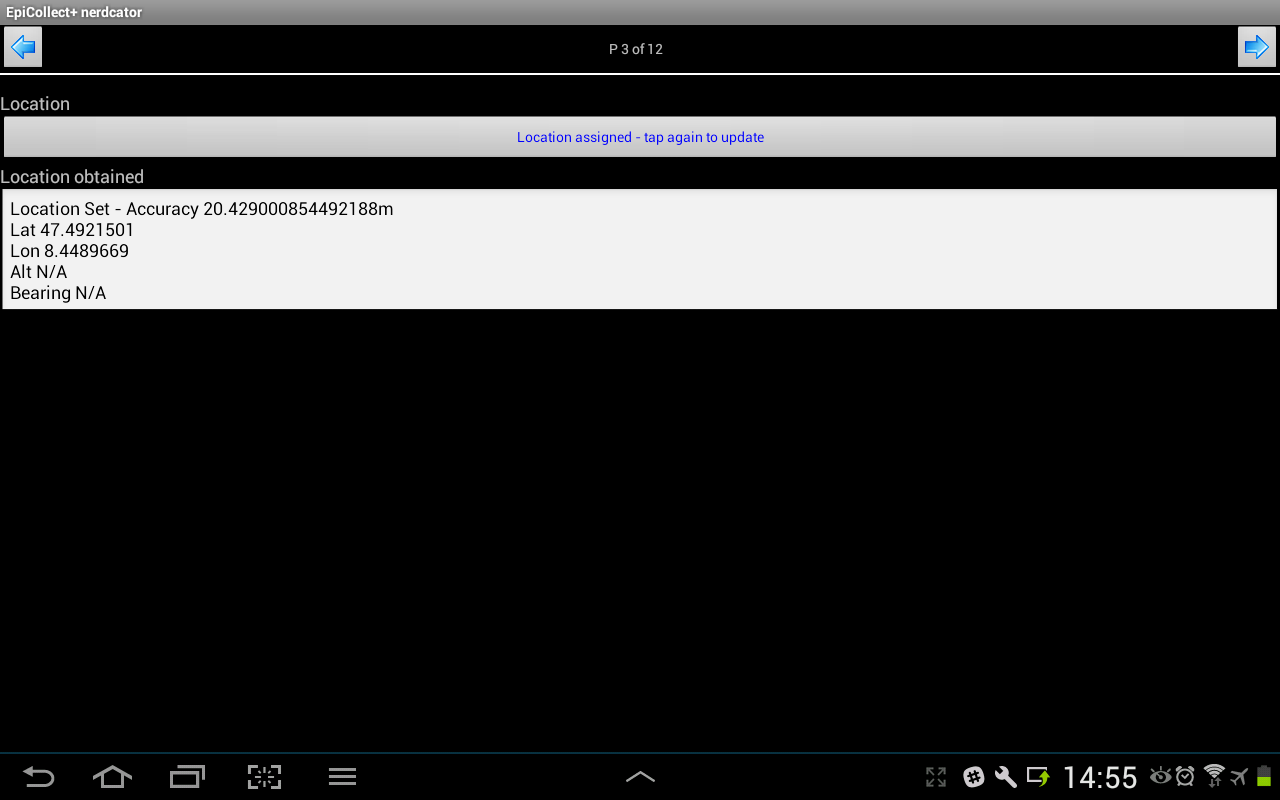 EpiCollect+ nerdcator
P 3 of 12
Location
Location assigned - tap again to update
Location obtained
Location Set - Accuracy 20.429000854492188m
Lat 47.4921501
Lon 8.4489669
Alt N/A
Bearing N/A
14:55